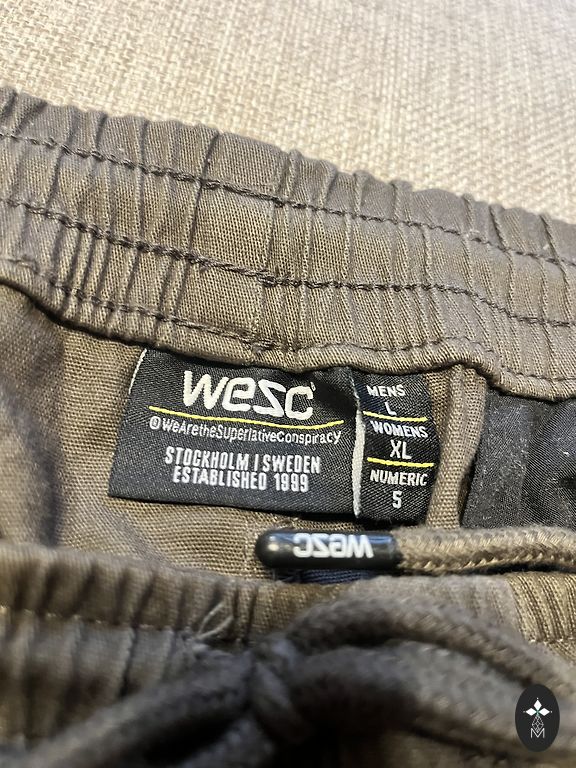 wesc
@WeAretheSuperlativeConspiracy
STOCKHOLM | SWEDEN
ESTABLISHED 1999
MENS
L
WOMENS
XL
NUMERIC
5
wesc
M